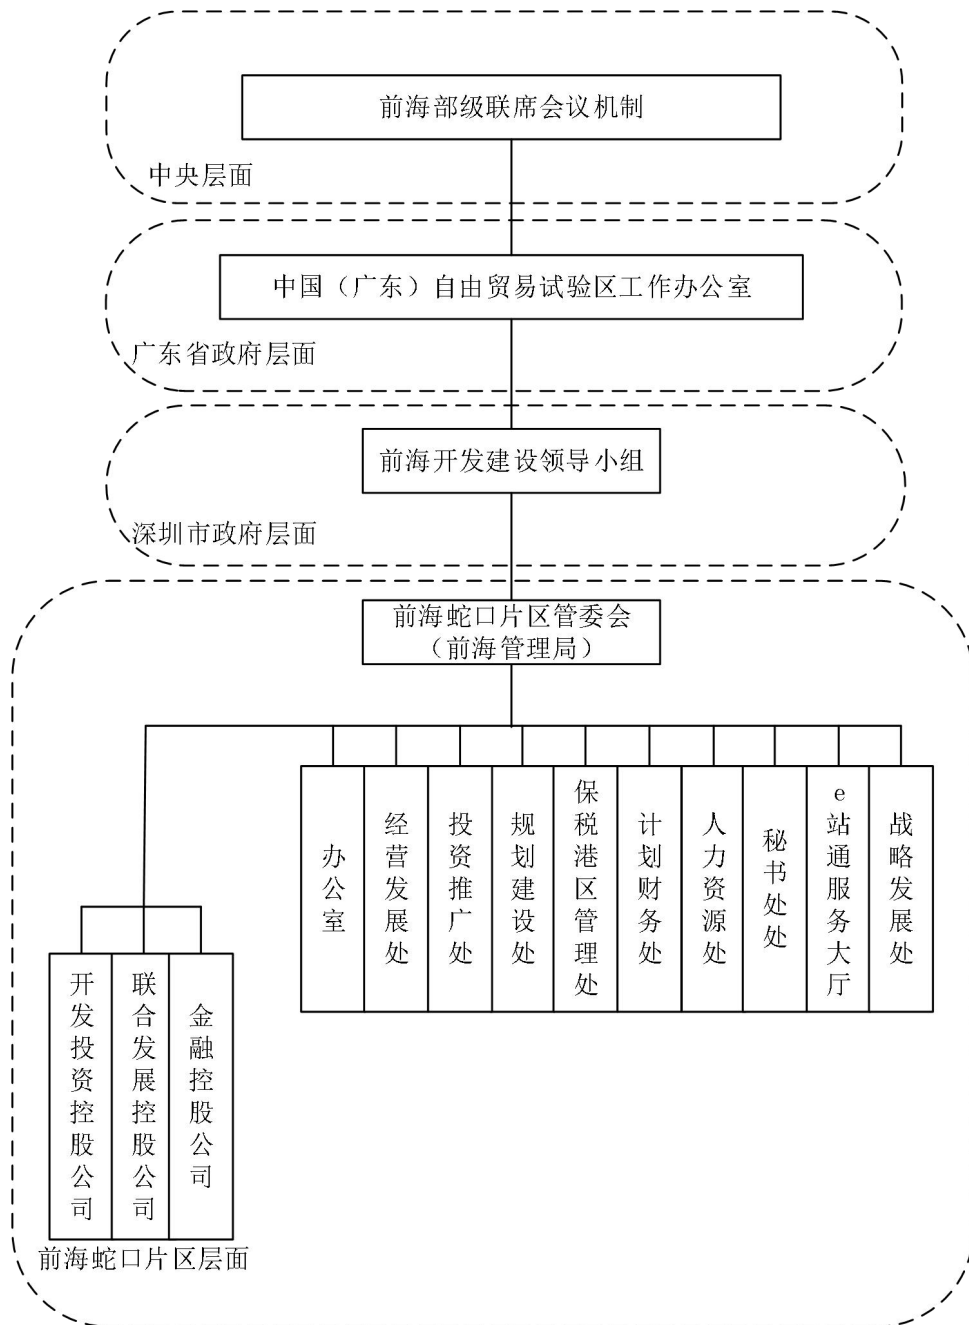 前海部级联席会议机制
中央层面
中国（广东）自由贸易试验区工作办公室
广东省政府层面
前海开发建设领导小组
深圳市政府层面
前海蛇口片区管委会
（前海管理局）
办公室
经营发展处
投资推广处
规划建设处
保税港区管理处
计划财务处
人力资源处
秘书处处
e站通服务大厅
战略发展处
开发投资控股公司
联合发展控股公司
金融控股公司
前海蛇口片区层面